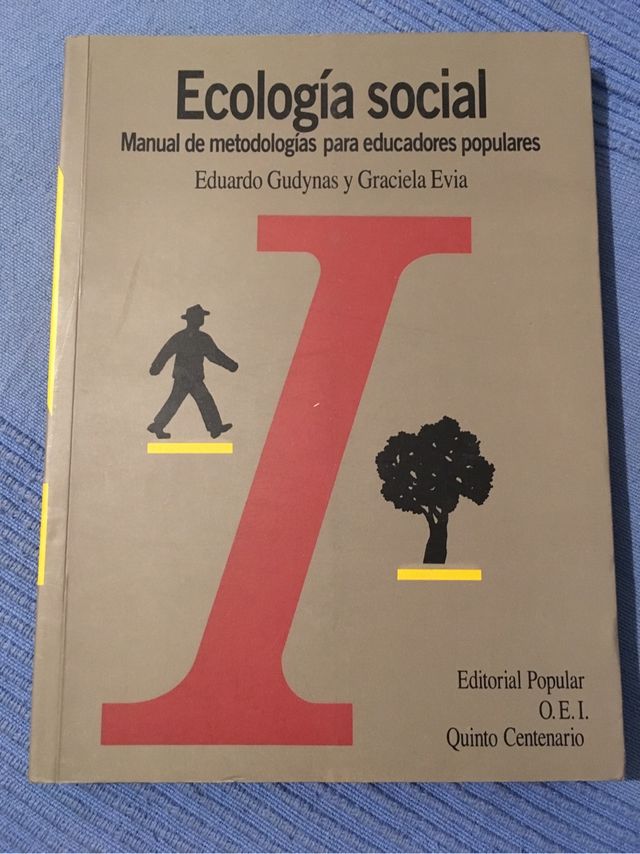 Ecología social
Manual de metodologías para educadores populares
Eduardo Gudynas y Graciela Evia
I
Editorial Popular
O. E. I.
Quinto Centenario